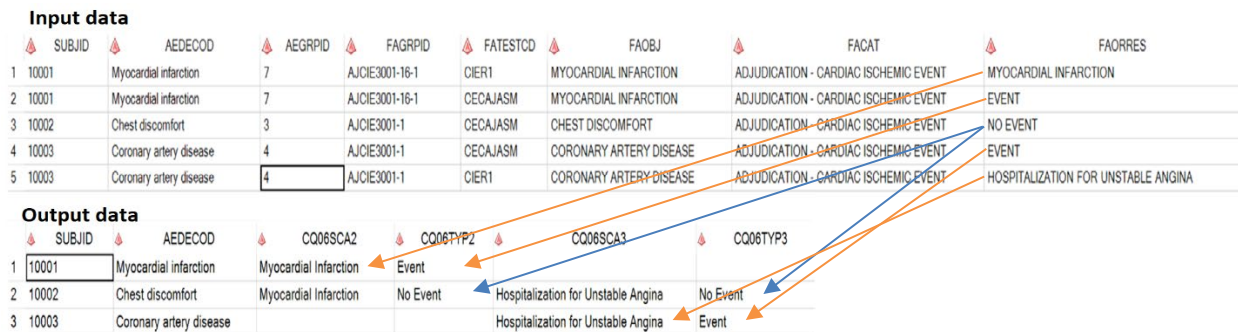 Input data
SUBJID AEDECOD AEGRPID FAGRPID FATESTCD FAOBJ FACAT FAORRES
1 10001 Myocardial infarction 7 AJCIE3001-16-1 CIER1 MYOCARDIAL INFARCTION ADJUDICATION - CARDIAC ISCHEMIC EVENT MYOCARDIAL INFARCTION
2 10001 Myocardial infarction 7 AJCIE3001-16-1 CECAJASM MYOCARDIAL INFARCTION ADJUDICATION - CARDIAC ISCHEMIC EVENT EVENT
3 10002 Chest discomfort 3 AJCIE3001-1 CECAJASM CHEST DISCOMFORT ADJUDICATION - CARDIAC ISCHEMIC EVENT NO EVENT
4 10003 Coronary artery disease 4 AJCIE3001-1 CECAJASM CORONARY ARTERY DISEASE ADJUDICATION - CARDIAC ISCHEMIC EVENT EVENT
5 10003 Coronary artery disease 4 AJCIE3001-1 CIER1 CORONARY ARTERY DISEASE ADJUDICATION - CARDIAC ISCHEMIC EVENT HOSPITALIZATION FOR UNSTABLE ANGINA
Output data
SUBJID AEDECOD CQ06SCA2 CQ06TYP2 CQ06SCA3 CQ06TYP3
1 10001 Myocardial infarction Myocardial Infarction Event
2 10002 Chest discomfort Myocardial Infarction No Event Hospitalization for Unstable Angina No Event
3 10003 Coronary artery disease Hospitalization for Unstable Angina Event